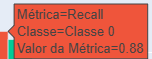 Métrica=Recall
Classe=Classe 0
Valor da Métrica=0.88